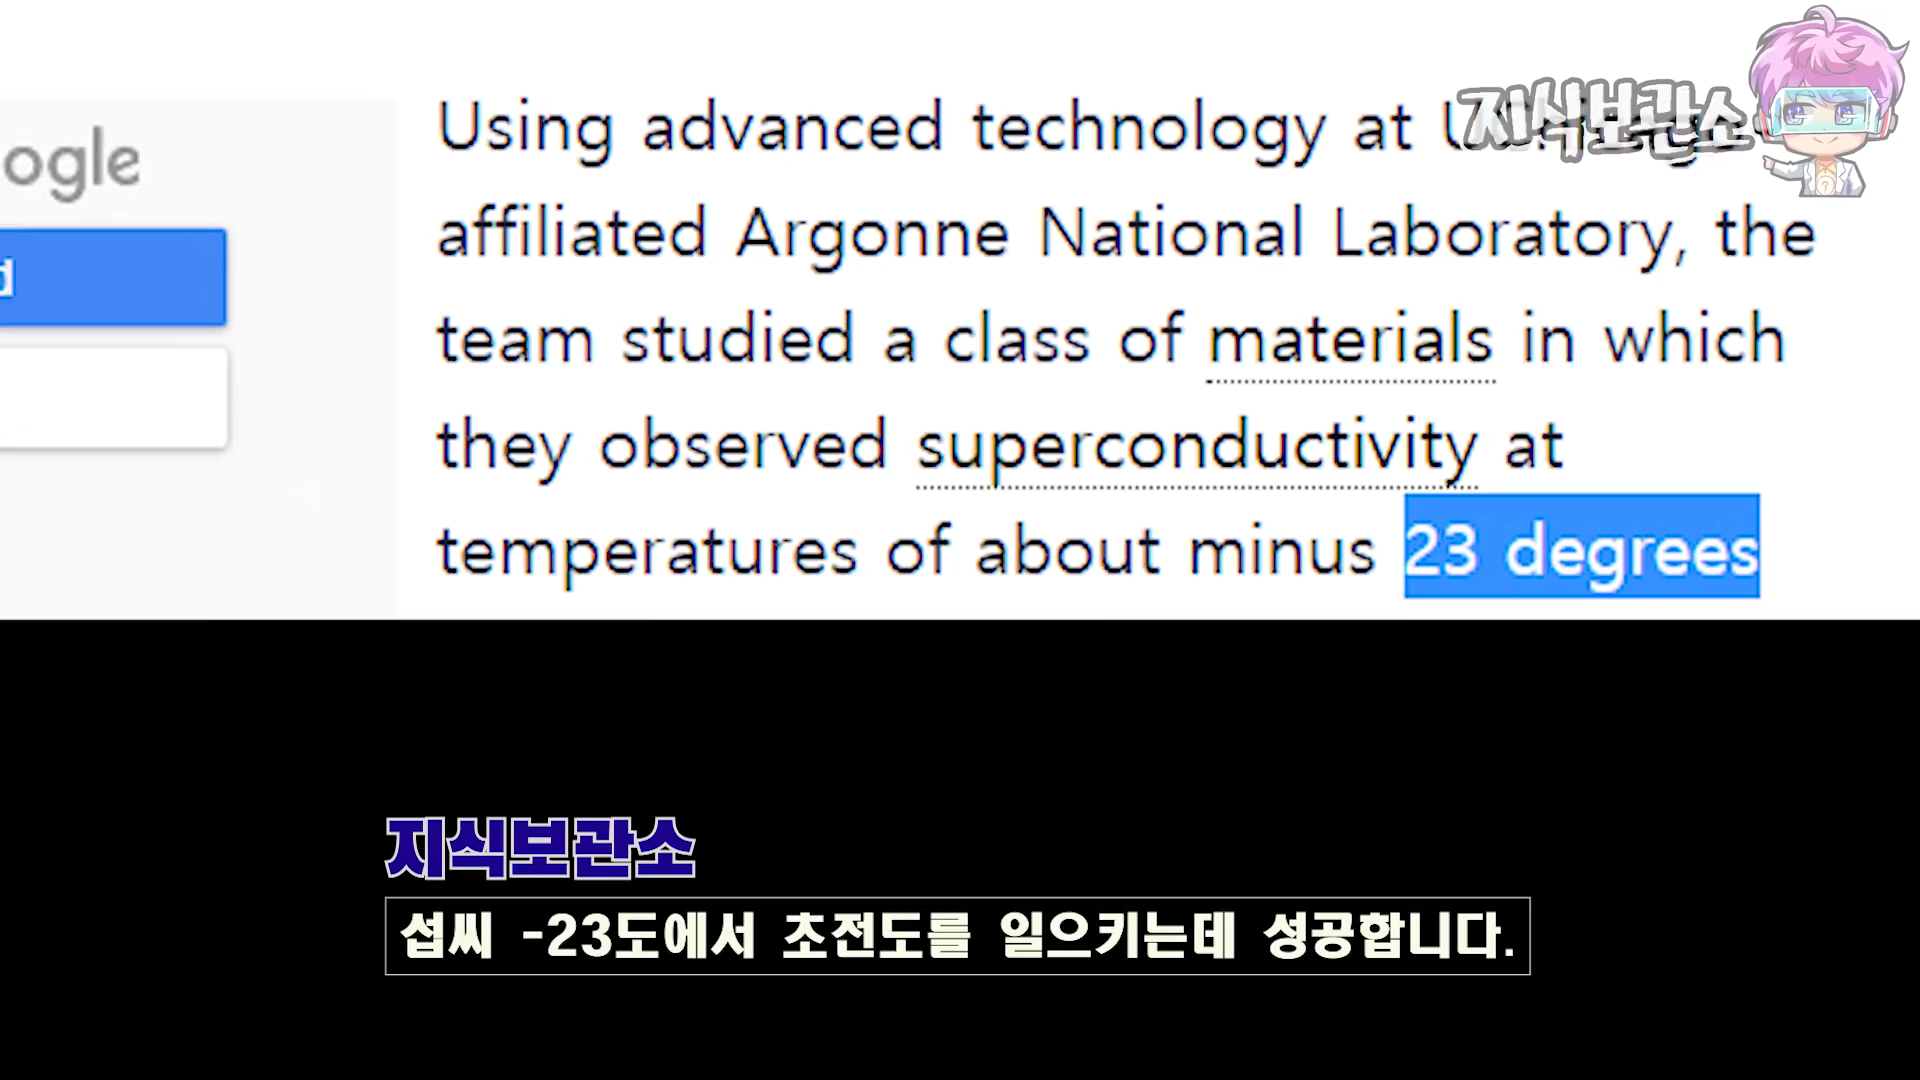 ogle
d
Using advanced technology at
affiliated Argonne National Laboratory, the
team studied a class of materials in which
they observed superconductivity at
temperatures of about minus 23 degrees
지식보관소
지식보관소
섭씨 -23도에서 초전도를 일으키는데 성공합니다.